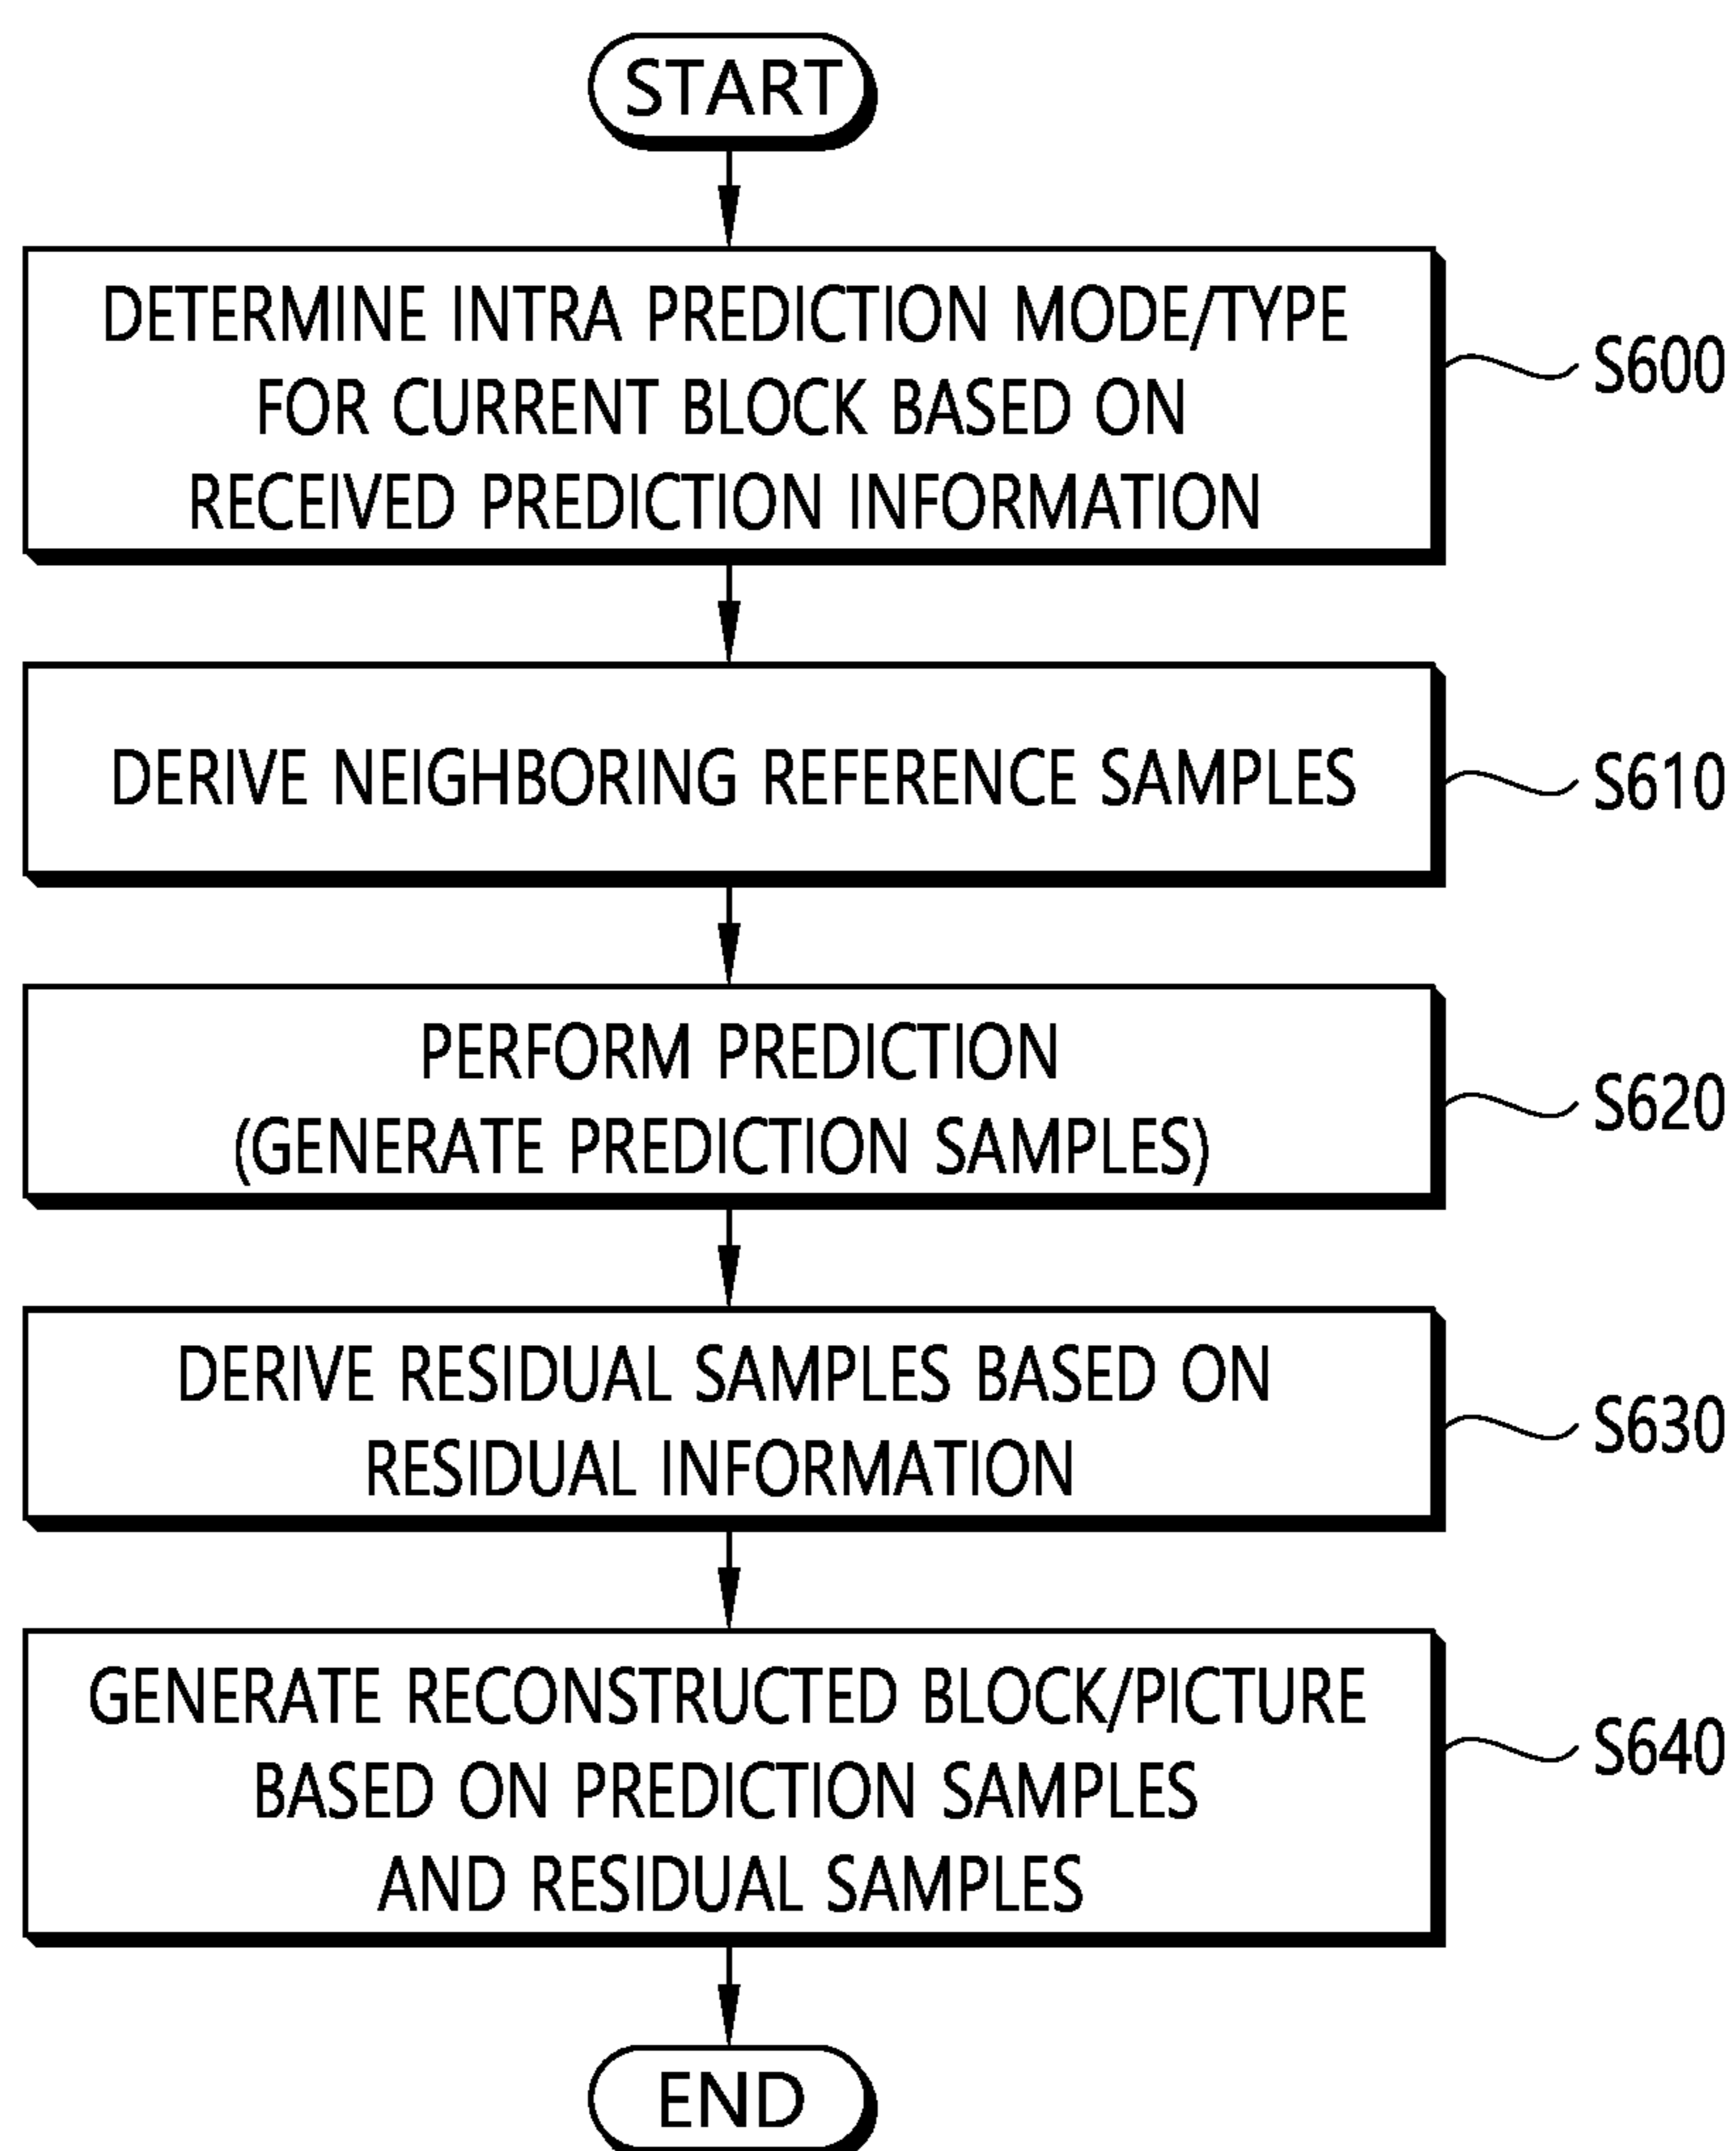 START
DETERMINE INTRA PREDICTION MODE/TYPE
FOR CURRENT BLOCK BASED ON
RECEIVED PREDICTION INFORMATION
S600
DERIVE NEIGHBORING REFERENCE SAMPLES
S610
PERFORM PREDICTION
(GENERATE PREDICTION SAMPLES)
S620
DERIVE RESIDUAL SAMPLES BASED ON
RESIDUAL INFORMATION
S630
GENERATE RECONSTRUCTED BLOCK/PICTURE
BASED ON PREDICTION SAMPLES
AND RESIDUAL SAMPLES
S640
END